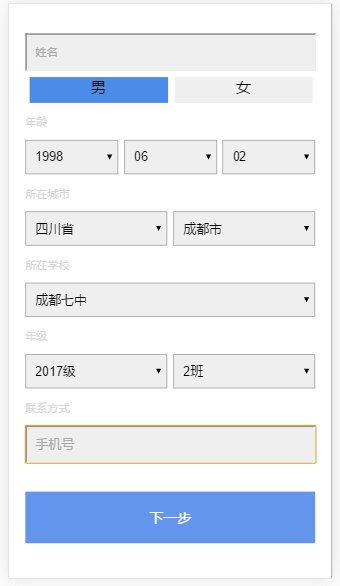 姓名
男 女
年龄
1998 06 02
所在城市
四川省 成都市
所在学校
成都七中
年级
2017级 2班
联系方式
手机号
下一步